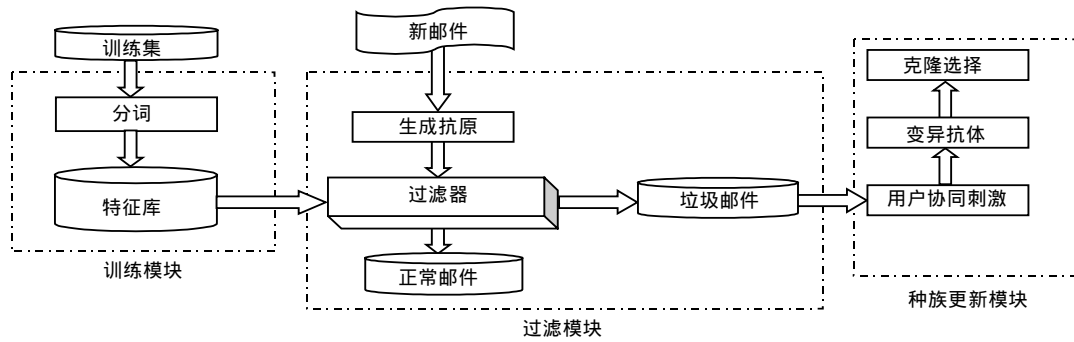 训练集
分词
特征库
训练模块
新邮件
生成抗原
过滤器
正常邮件
垃圾邮件
过滤模块
克隆选择
变异抗体
用户协同刺激
种族更新模块